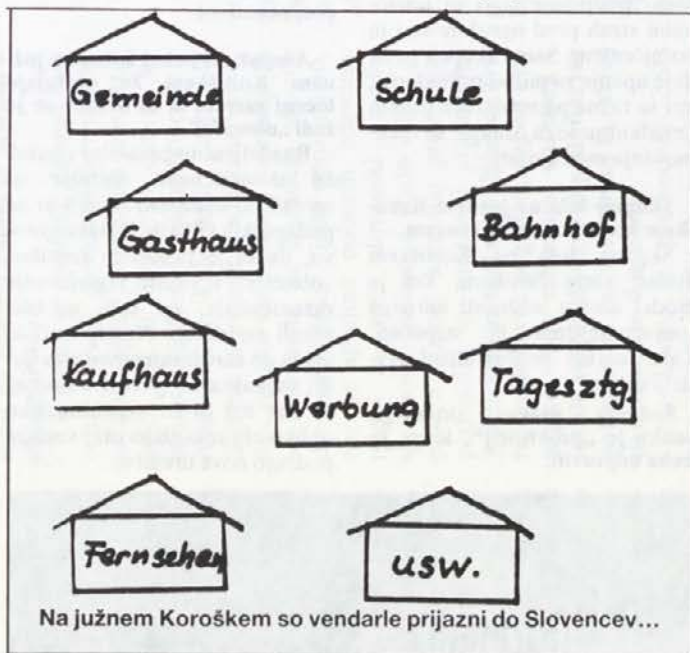 Gemeinde
Schule
Gasthaus
Bahnhof
Kaufhaus
Werbung
Tagesztg.
Fernsehen
usw.
Na južnem Koroškem so vendarle prijazni do Slovencev...